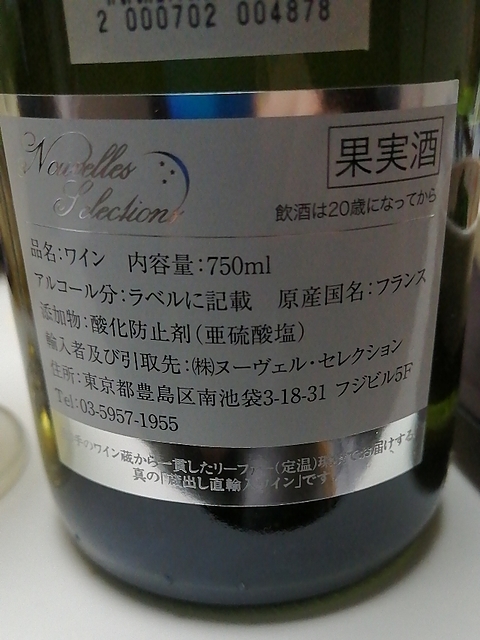 2 000702 004878
Nouvelles
Selections
果実酒
飲酒は20歳になってから
品名:ワイン 内容量:750ml
アルコール分:ラベルに記載 原産国名:フランス
添加物:酸化防止剤(亜硫酸塩)
輸入者及び引取先:(株)ヌーヴェル・セレクション
住所:東京都豊島区南池袋3-18-31 フジビル5F
Tel:03-5957-1955
のワイン蔵から一貫したリーファー(定温)でお届けする
真の「蔵出し直輸入ワイン」です